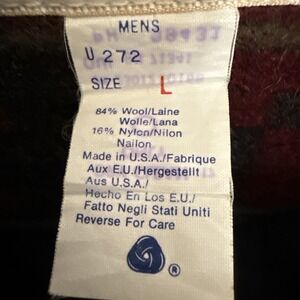 MENS
U 272
SIZE L
84% Wool/Laine
Wolle/Lana
16% Nylon/Nilon
Nailon
Made in U.S.A./Fabrique
Aux E.U./Hergestellt
Aus U.S.A./
Hecho En Los E.U./
Fatto Negli Stati Uniti
Reverse For Care
®